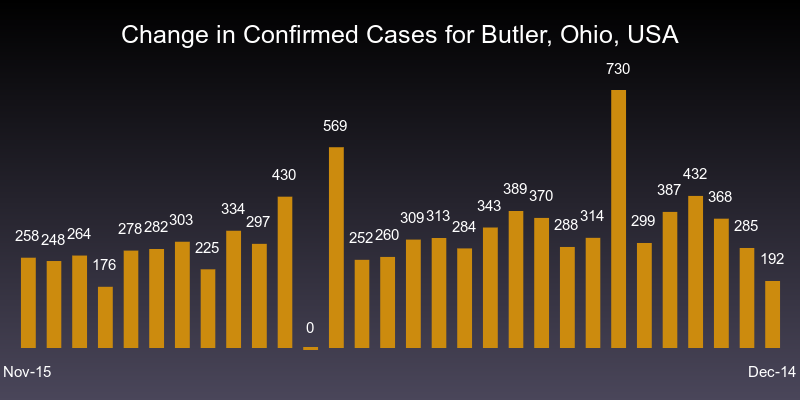 Change in Confirmed Cases for Butler, Ohio, USA
258 248 264 176 278 282 303 225 334 297 430 0 569 252 260 309 313 284 343 389 370 288 314 730 299 387 432 368 285 192
Nov-15 Dec-14